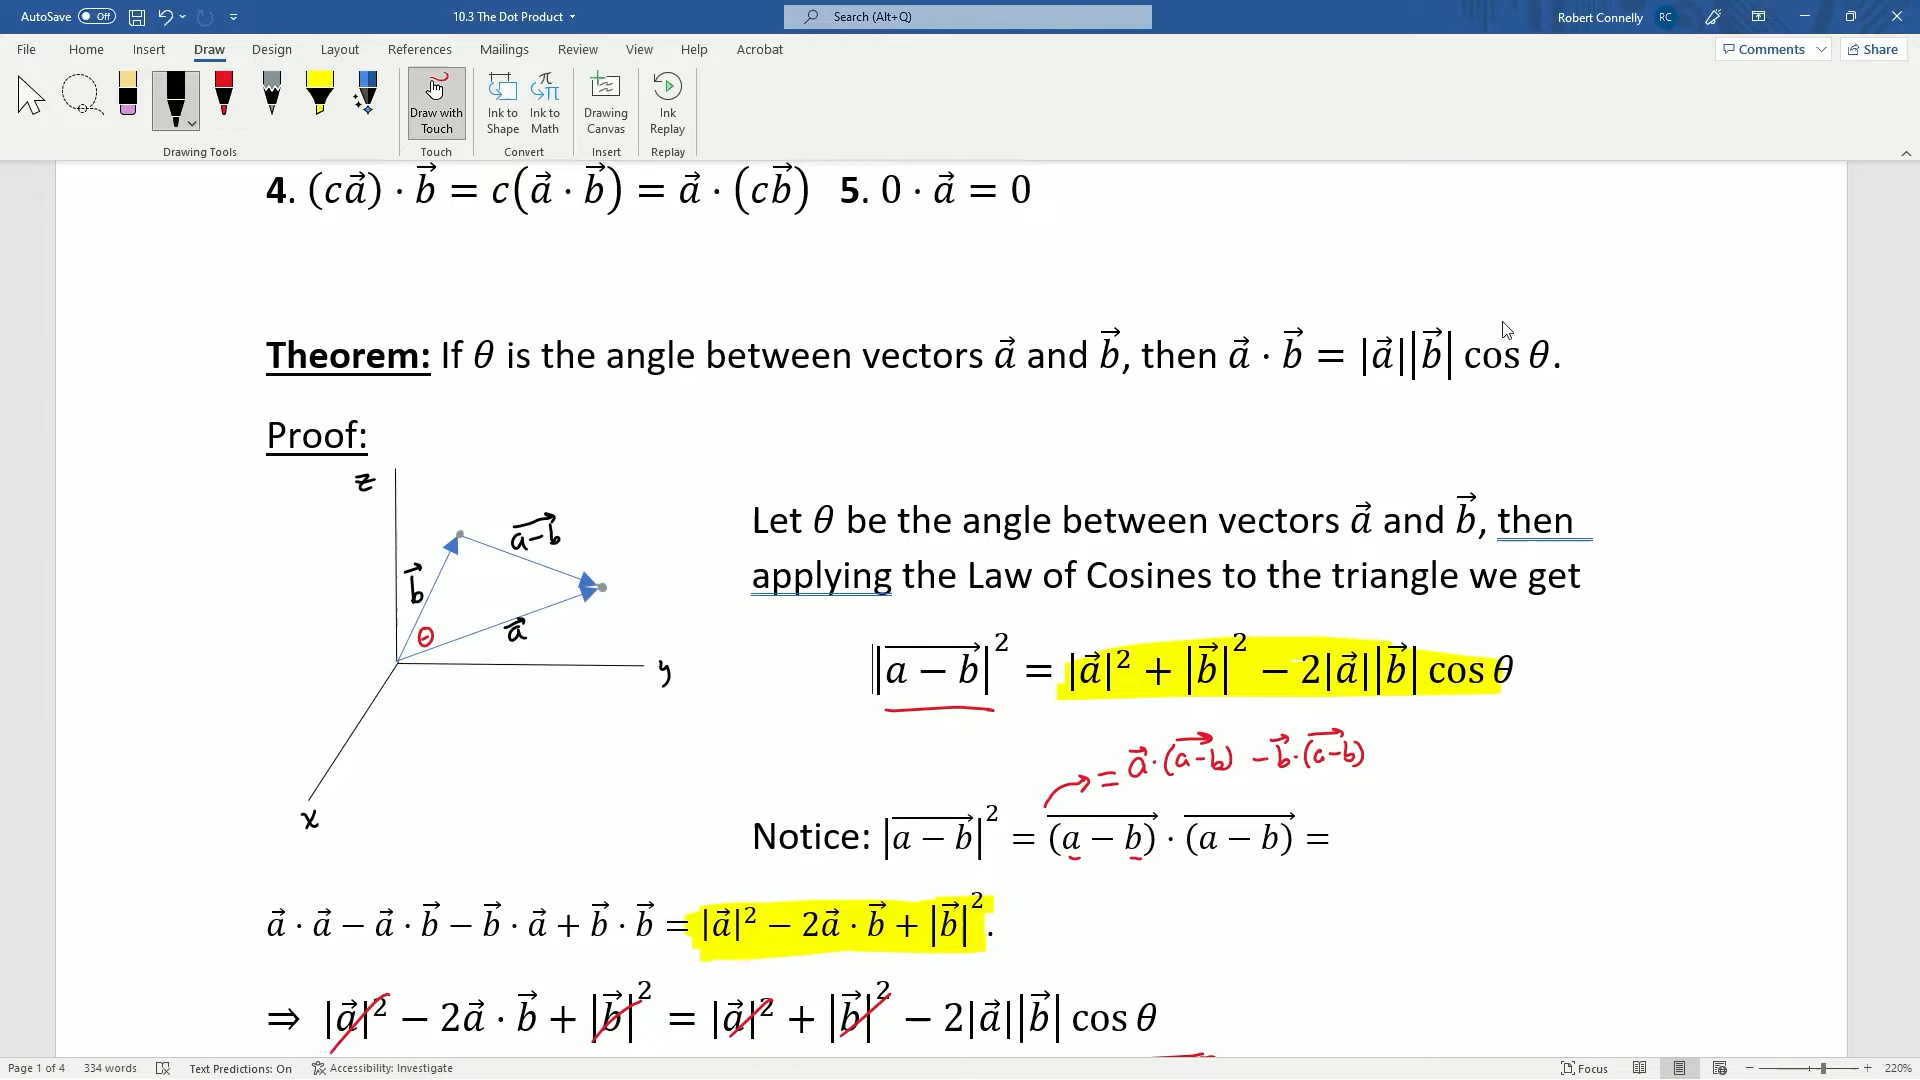 AutoSave Off 10.3 The Dot Product Search (Alt+Q) Robert Connelly RC
File Home Insert Draw Design Layout References Mailings Review View Help Acrobat Comments Share
Draw with Touch Ink to Shape Ink to Math Drawing Canvas Ink Replay
Drawing Tools Touch Convert Insert Replay
4. (ca⃗) · b⃗ = c(a⃗ · b⃗) = a⃗ · (cb⃗) 5. 0 · a⃗ = 0
Theorem: If θ is the angle between vectors a⃗ and b⃗, then a⃗ · b⃗ = |a⃗||b⃗| cos θ.
Proof:
z
a-b
b⃗
θ
a⃗
y
x
Let θ be the angle between vectors a⃗ and b⃗, then
applying the Law of Cosines to the triangle we get
|a − b|² = |a⃗|² + |b⃗|² − 2|a⃗||b⃗| cos θ
= a⃗·(a-b) - b⃗·(a-b)
Notice: |a − b|² = (a − b) · (a − b) =
a⃗ · a⃗ − a⃗ · b⃗ − b⃗ · a⃗ + b⃗ · b⃗ = |a⃗|² − 2a⃗ · b⃗ + |b⃗|².
⇒ |a⃗|² − 2a⃗ · b⃗ + |b⃗|² = |a⃗|² + |b⃗|² − 2|a⃗||b⃗| cos θ
Page 1 of 4 334 words Text Predictions: On Accessibility: Investigate Focus 220%